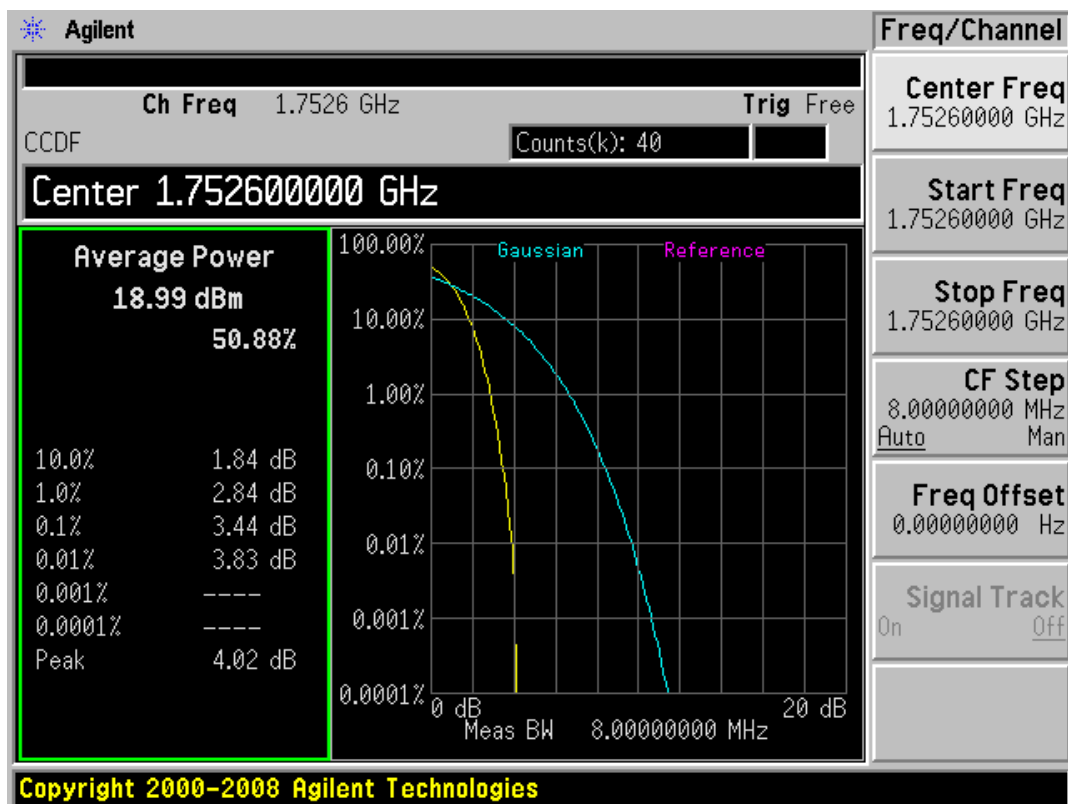 Agilent
Freq/Channel
Ch Freq 1.7526 GHz Trig Free
CCDF Counts(k): 40
Center 1.752600000 GHz
Average Power
18.99 dBm
50.88%
10.0% 1.84 dB
1.0% 2.84 dB
0.1% 3.44 dB
0.01% 3.83 dB
0.001% ----
0.0001% ----
Peak 4.02 dB
Gaussian Reference
100.00%
10.00%
1.00%
0.10%
0.01%
0.001%
0.0001%
0 dB 20 dB
Meas BW 8.00000000 MHz
Center Freq
1.75260000 GHz
Start Freq
1.75260000 GHz
Stop Freq
1.75260000 GHz
CF Step
8.00000000 MHz
Auto Man
Freq Offset
0.00000000 Hz
Signal Track
On Off
Copyright 2000-2008 Agilent Technologies